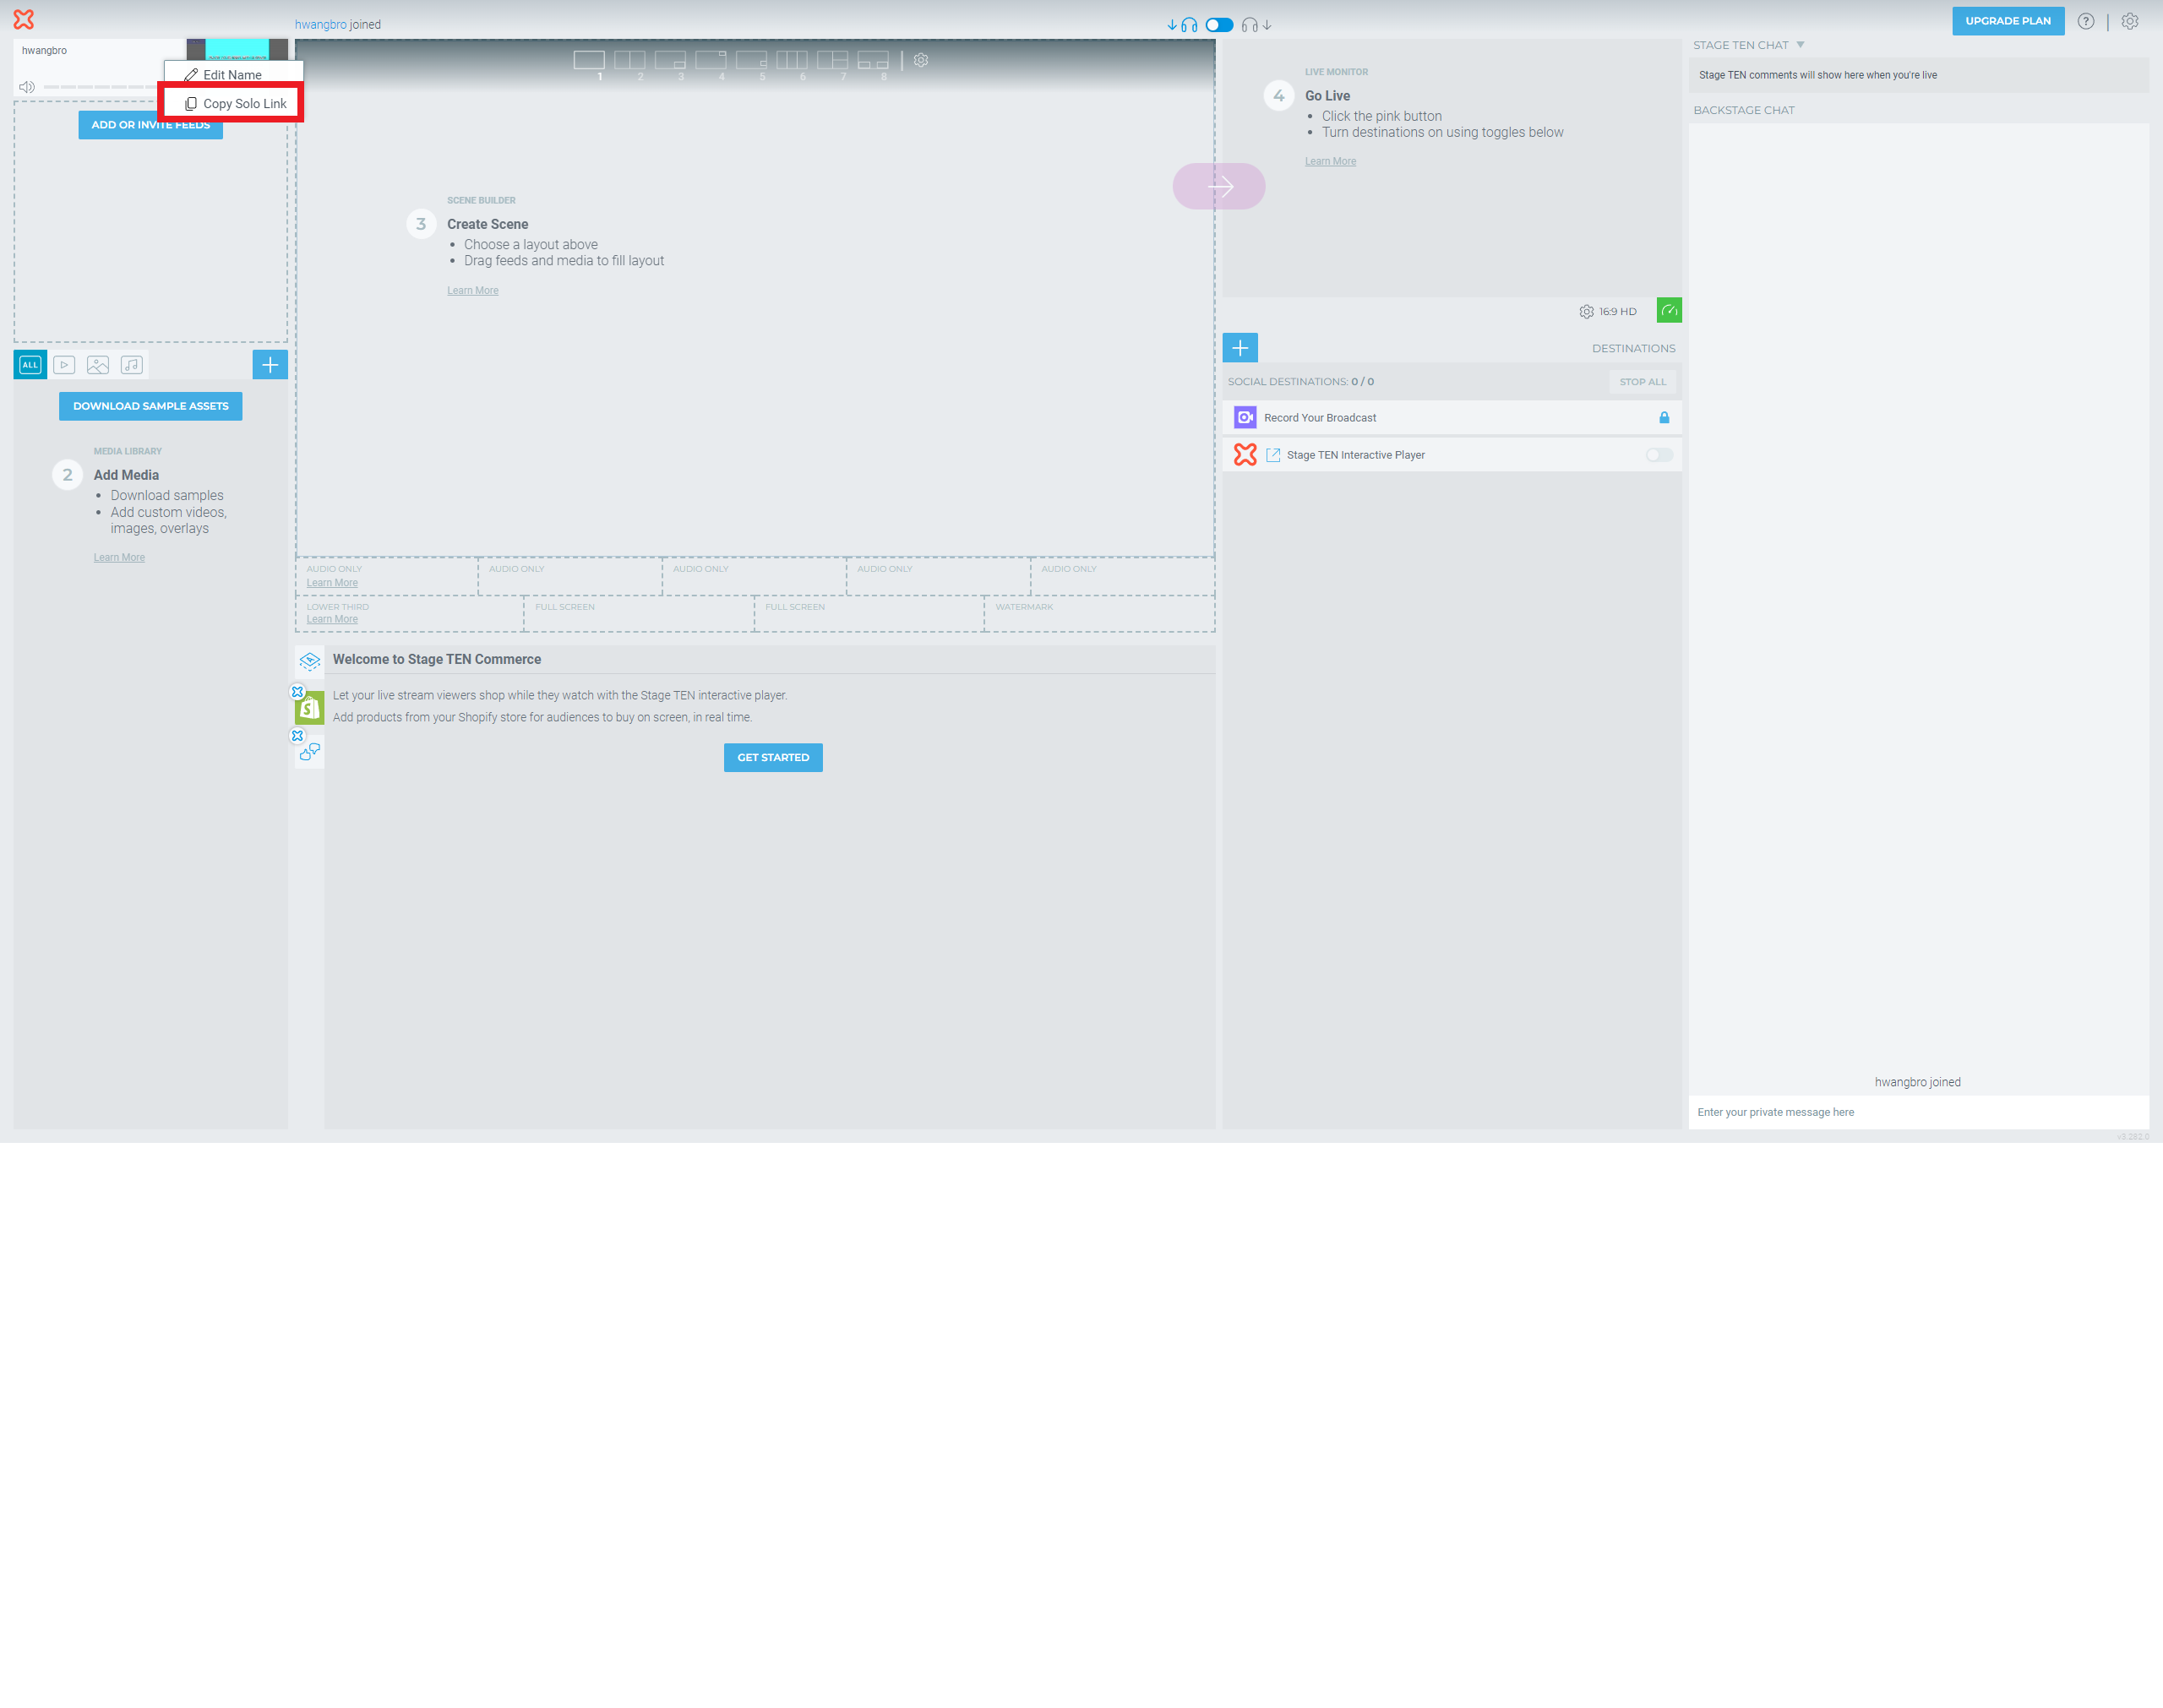 hwangbro joined
UPGRADE PLAN
hwangbro
Edit Name
Copy Solo Link
ADD OR INVITE FEEDS
1 2 3 4 5 6 7 8
SCENE BUILDER
3
Create Scene
Choose a layout above
Drag feeds and media to fill layout
Learn More
LIVE MONITOR
4
Go Live
Click the pink button
Turn destinations on using toggles below
Learn More
16:9 HD
STAGE TEN CHAT
Stage TEN comments will show here when you're live
BACKSTAGE CHAT
ALL
DOWNLOAD SAMPLE ASSETS
MEDIA LIBRARY
2
Add Media
Download samples
Add custom videos,
images, overlays
Learn More
DESTINATIONS
SOCIAL DESTINATIONS: 0 / 0
STOP ALL
Record Your Broadcast
Stage TEN Interactive Player
AUDIO ONLY
Learn More
AUDIO ONLY
AUDIO ONLY
AUDIO ONLY
AUDIO ONLY
LOWER THIRD
Learn More
FULL SCREEN
FULL SCREEN
WATERMARK
Welcome to Stage TEN Commerce
Let your live stream viewers shop while they watch with the Stage TEN interactive player.
Add products from your Shopify store for audiences to buy on screen, in real time.
GET STARTED
hwangbro joined
Enter your private message here
v3.282.0